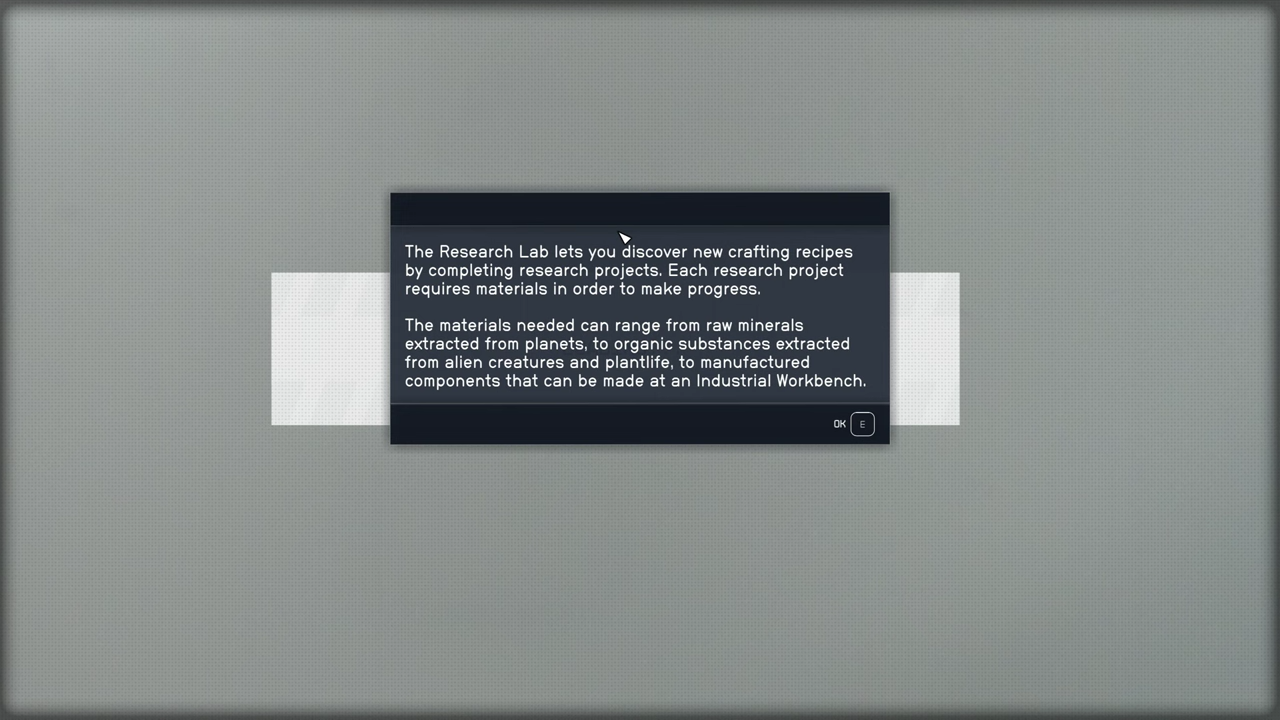 The Research Lab lets you discover new crafting recipes
by completing research projects. Each research project
requires materials in order to make progress.
The materials needed can range from raw minerals
extracted from planets, to organic substances extracted
from alien creatures and plantlife, to manufactured
components that can be made at an Industrial Workbench.
OK E